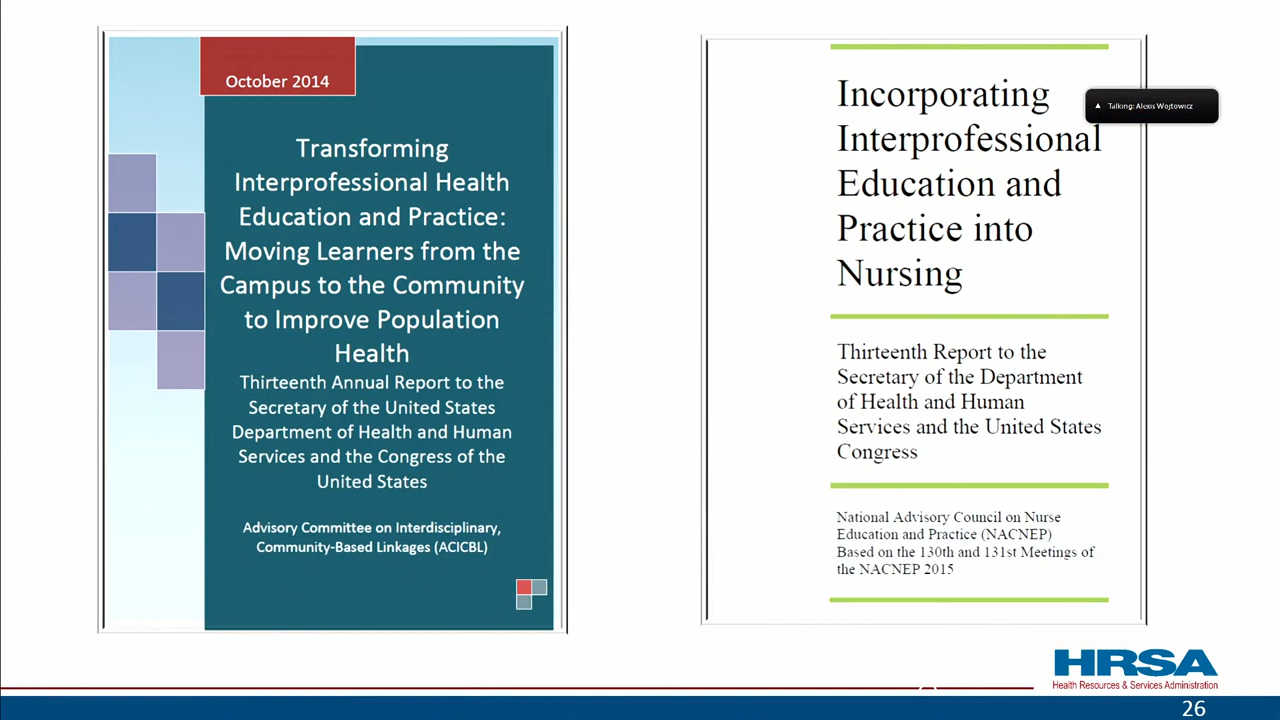 October 2014
Transforming
Interprofessional Health
Education and Practice:
Moving Learners from the
Campus to the Community
to Improve Population
Health
Thirteenth Annual Report to the
Secretary of the United States
Department of Health and Human
Services and the Congress of the
United States
Advisory Committee on Interdisciplinary,
Community-Based Linkages (ACICBL)
Incorporating
Interprofessional
Education and
Practice into
Nursing
Thirteenth Report to the
Secretary of the Department
of Health and Human
Services and the United States
Congress
National Advisory Council on Nurse
Education and Practice (NACNEP)
Based on the 130th and 131st Meetings of
the NACNEP 2015
Talking: Alexis Wojtowicz
HRSA
Health Resources & Services Administration
26